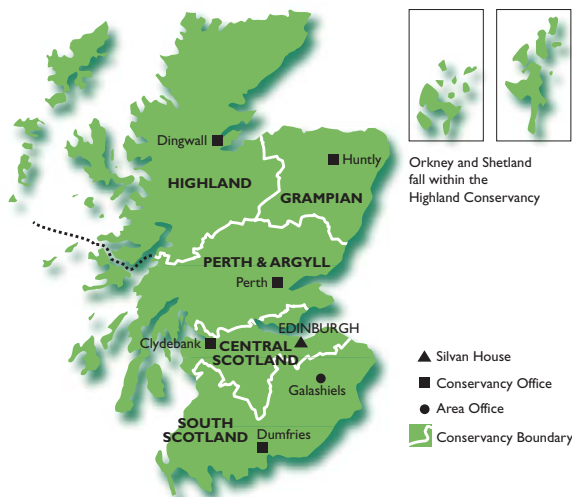 Dingwall
Huntly
HIGHLAND
GRAMPIAN
Orkney and Shetland
fall within the
Highland Conservancy
PERTH & ARGYLL
Perth
EDINBURGH
Clydebank
CENTRAL
SCOTLAND
Galashiels
SOUTH
SCOTLAND
Dumfries
Silvan House
Conservancy Office
Area Office
Conservancy Boundary